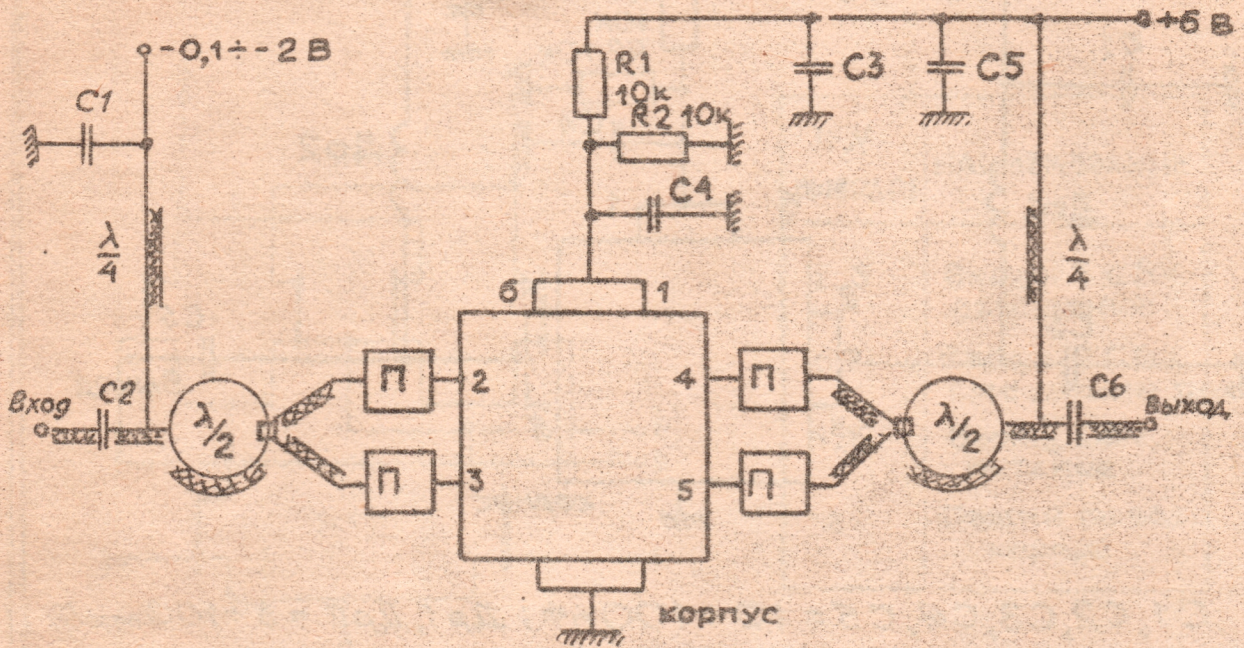 -0,1÷-2 В
+6 В
C1
R1
10к
R2 10к
C3
C5
C4
λ/4
λ/4
6
1
вход
C2
λ/2
П
2
4
П
λ/2
C6
выход
П
3
5
П
корпус